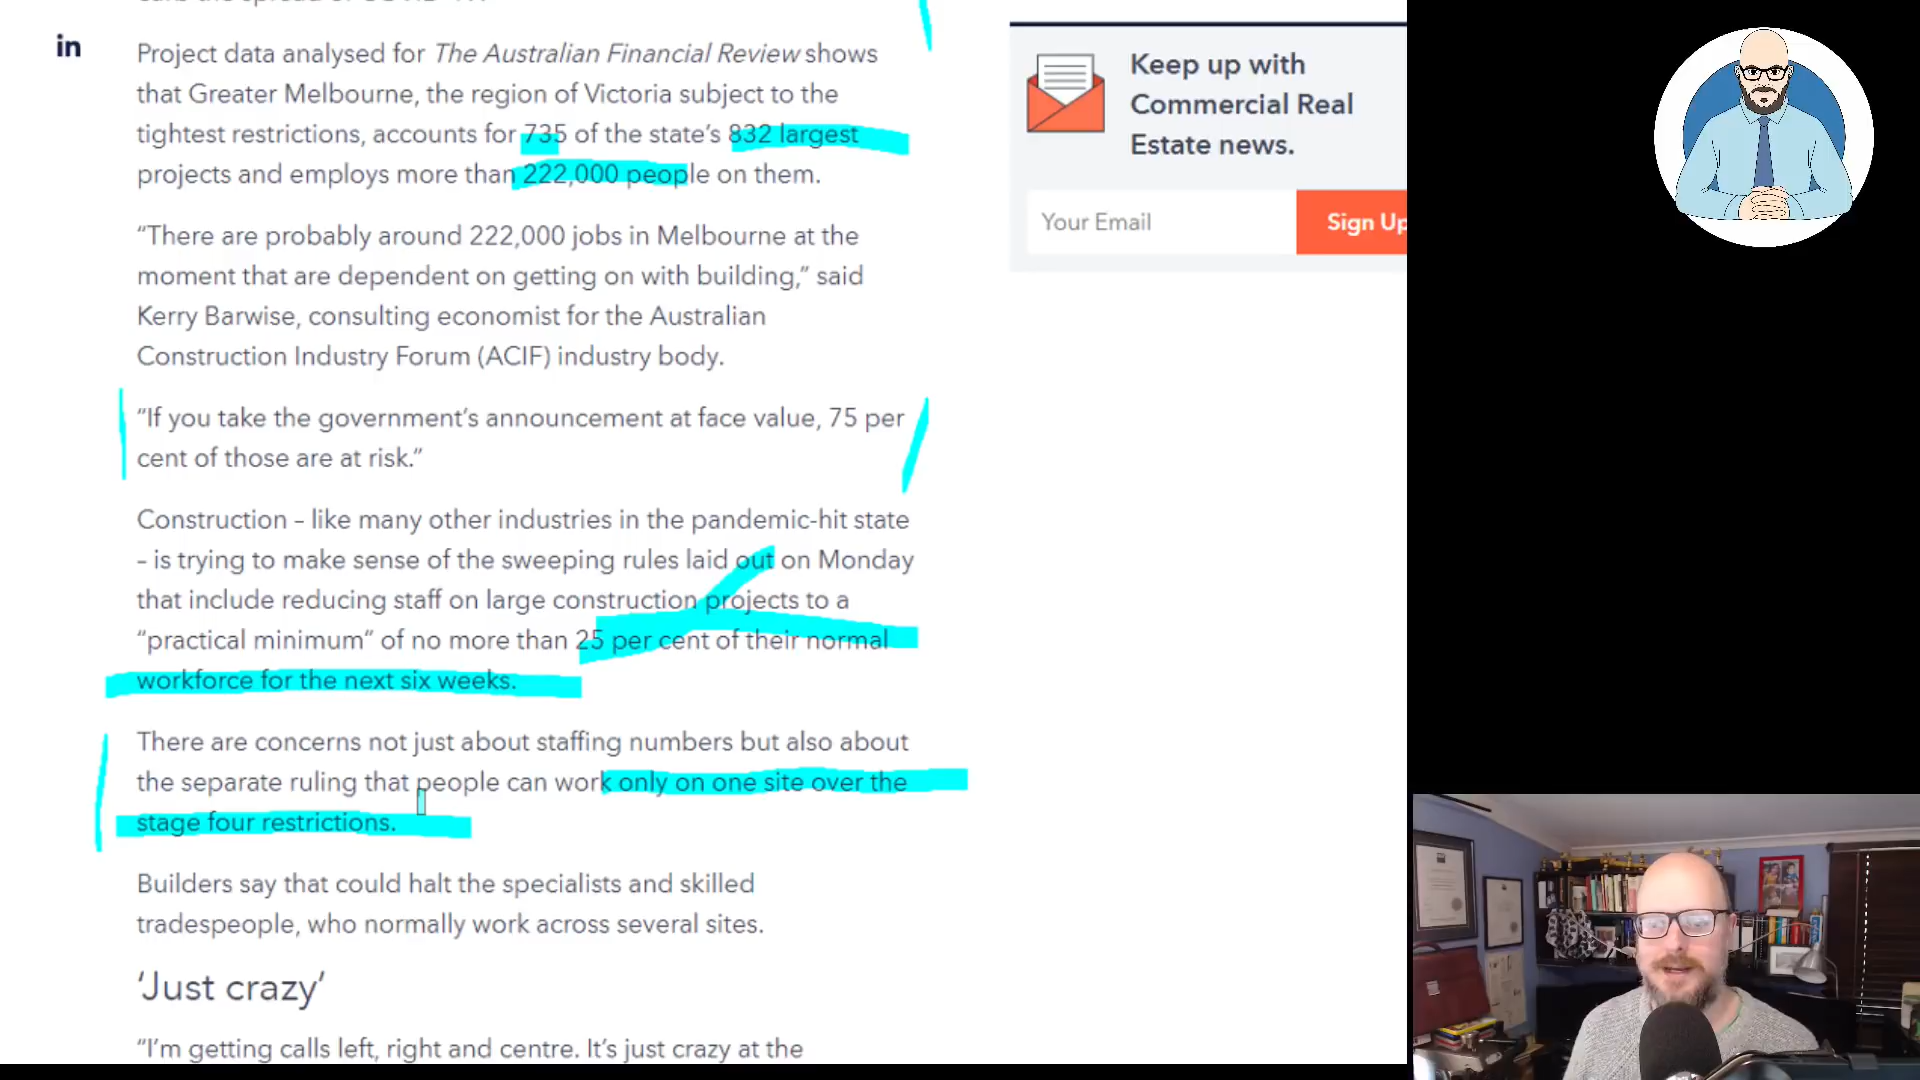 in
Project data analysed for The Australian Financial Review shows
that Greater Melbourne, the region of Victoria subject to the
tightest restrictions, accounts for 735 of the state’s 832 largest
projects and employs more than 222,000 people on them.
“There are probably around 222,000 jobs in Melbourne at the
moment that are dependent on getting on with building,” said
Kerry Barwise, consulting economist for the Australian
Construction Industry Forum (ACIF) industry body.
“If you take the government’s announcement at face value, 75 per
cent of those are at risk.”
Construction – like many other industries in the pandemic-hit state
– is trying to make sense of the sweeping rules laid out on Monday
that include reducing staff on large construction projects to a
“practical minimum” of no more than 25 per cent of their normal
workforce for the next six weeks.
There are concerns not just about staffing numbers but also about
the separate ruling that people can work only on one site over the
stage four restrictions.
Builders say that could halt the specialists and skilled
tradespeople, who normally work across several sites.
‘Just crazy’
“I’m getting calls left, right and centre. It’s just crazy at the
Keep up with
Commercial Real
Estate news.
Your Email
Sign Up